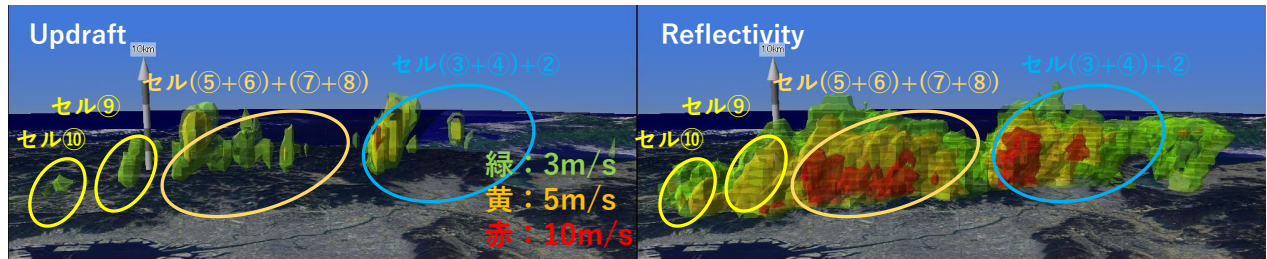 Updraft
10km
セル(⑤+⑥)+(⑦+⑧)
セル(③+④)+②
セル⑨
セル⑩
緑：3m/s
黄：5m/s
赤：10m/s
Reflectivity
10km
セル(⑤+⑥)+(⑦+⑧)
セル(③+④)+②
セル⑨
セル⑩